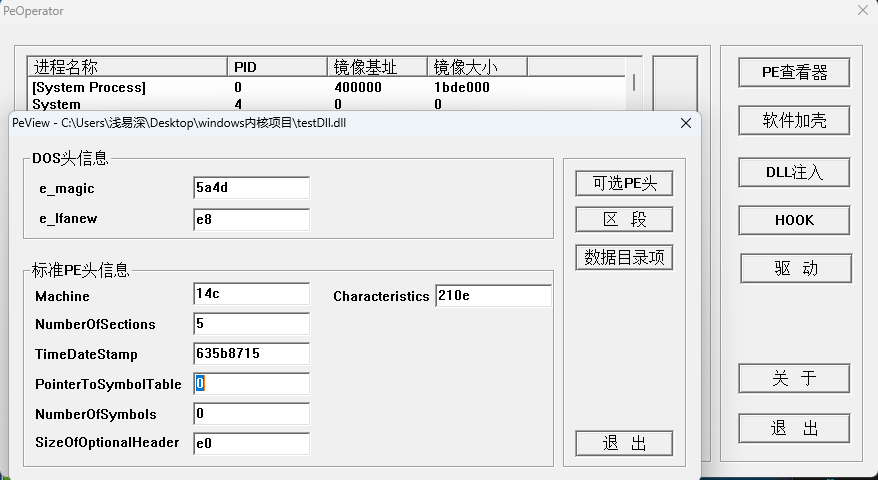 PeOperator
进程名称 PID 镜像基址 镜像大小
[System Process] 0 400000 1bde000
System 4 0 0
PE查看器
软件加壳
DLL注入
HOOK
驱 动
关 于
退 出
PeView - C:\Users\浅易深\Desktop\windows内核项目\testDll.dll
DOS头信息
e_magic 5a4d
e_lfanew e8
标准PE头信息
Machine 14c Characteristics 210e
NumberOfSections 5
TimeDateStamp 635b8715
PointerToSymbolTable 0
NumberOfSymbols 0
SizeOfOptionalHeader e0
可选PE头
区 段
数据目录项
退 出